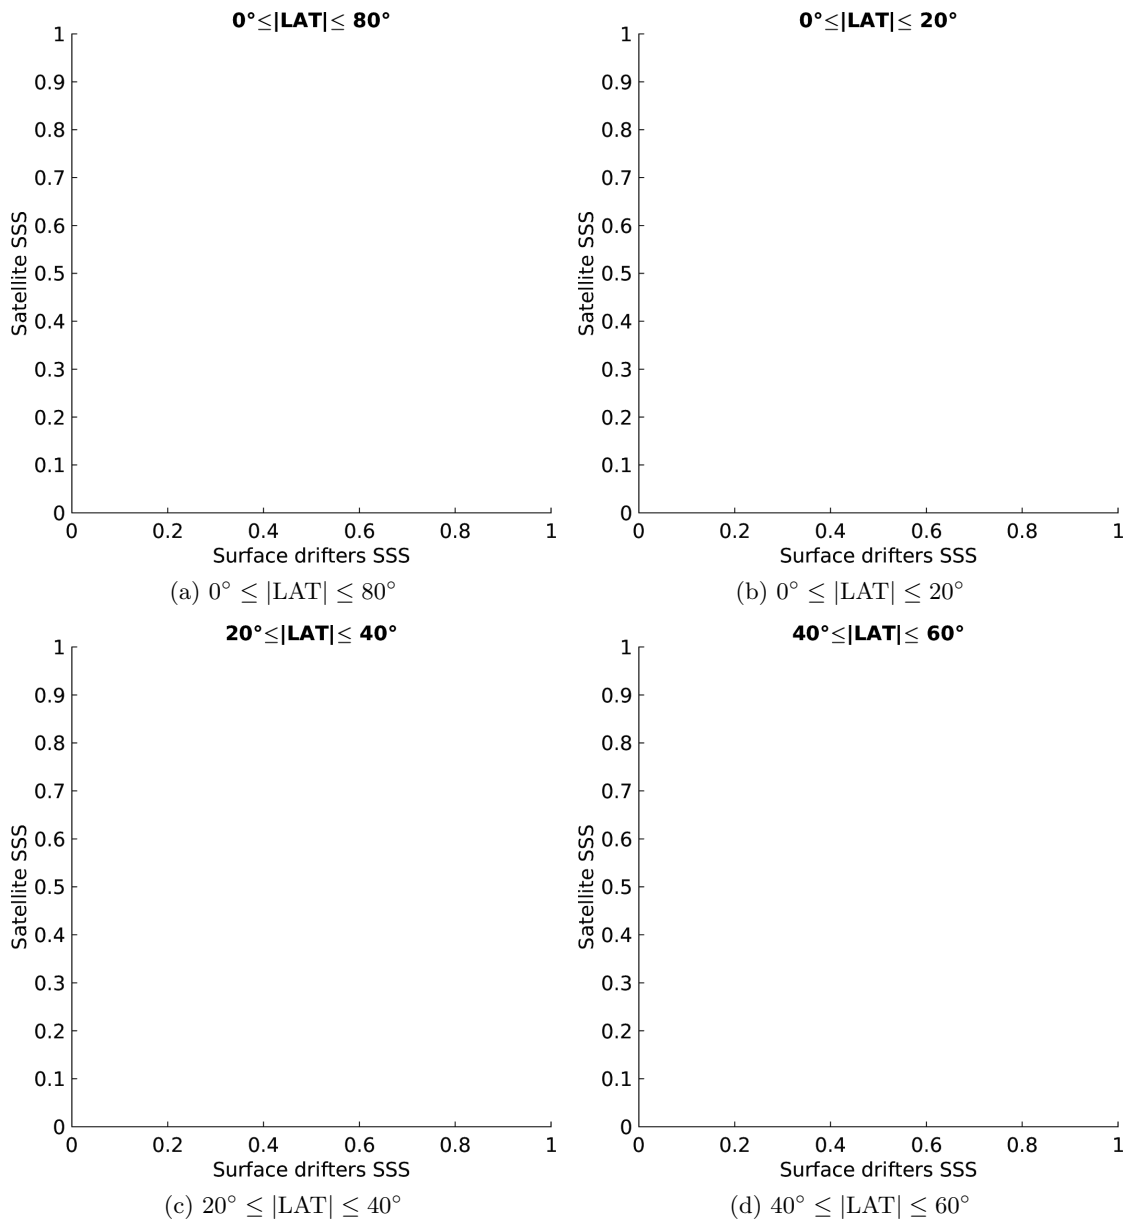 0°≤|LAT|≤ 80°
1
0.9
0.8
0.7
0.6
0.5
0.4
0.3
0.2
0.1
0
Satellite SSS
0 0.2 0.4 0.6 0.8 1
Surface drifters SSS
(a) 0° ≤ |LAT| ≤ 80°
0°≤|LAT|≤ 20°
1
0.9
0.8
0.7
0.6
0.5
0.4
0.3
0.2
0.1
0
Satellite SSS
0 0.2 0.4 0.6 0.8 1
Surface drifters SSS
(b) 0° ≤ |LAT| ≤ 20°
20°≤|LAT|≤ 40°
1
0.9
0.8
0.7
0.6
0.5
0.4
0.3
0.2
0.1
0
Satellite SSS
0 0.2 0.4 0.6 0.8 1
Surface drifters SSS
(c) 20° ≤ |LAT| ≤ 40°
40°≤|LAT|≤ 60°
1
0.9
0.8
0.7
0.6
0.5
0.4
0.3
0.2
0.1
0
Satellite SSS
0 0.2 0.4 0.6 0.8 1
Surface drifters SSS
(d) 40° ≤ |LAT| ≤ 60°